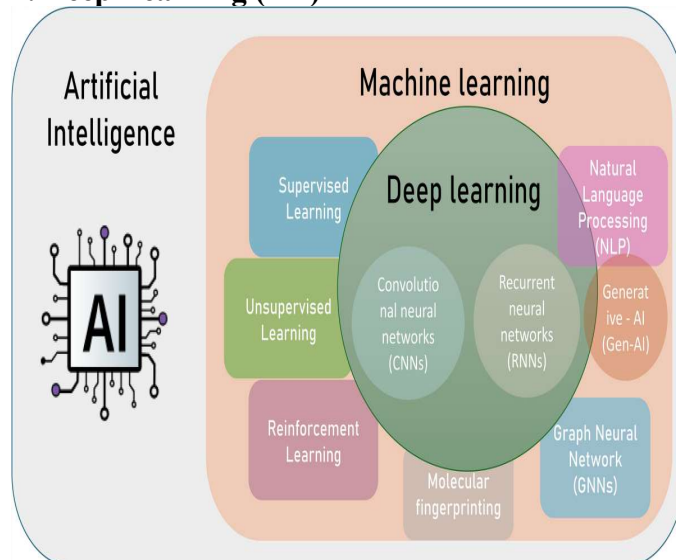 Artificial
Intelligence
AI
Machine learning
Deep learning
Supervised
Learning
Unsupervised
Learning
Reinforcement
Learning
Convolutio
nal neural
networks
(CNNs)
Recurrent
neural
networks
(RNNs)
Natural
Language
Processing
(NLP)
Generat
ive - AI
(Gen-AI)
Graph Neural
Network
(GNNs)
Molecular
fingerprinting